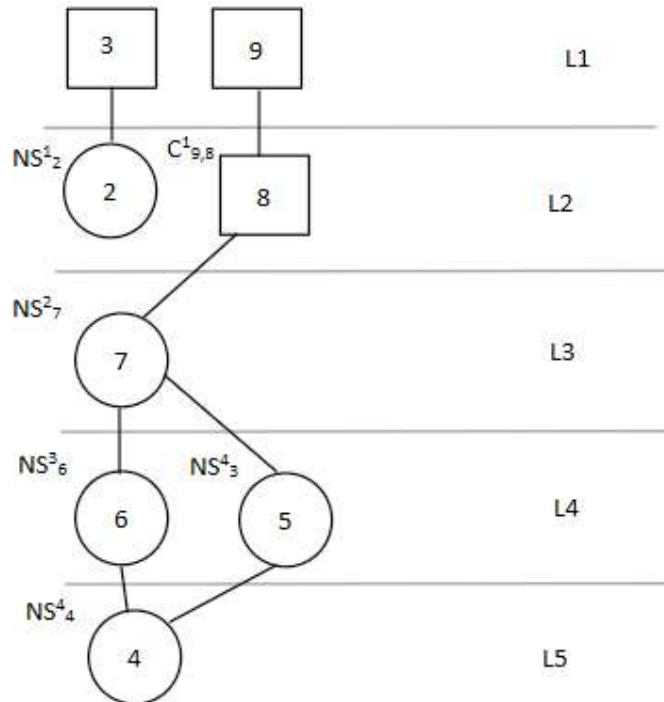 3 9 L1
NS¹₂ C¹₉,₈
2 8 L2
NS²₇
7 L3
NS³₆ NS⁴₃
6 5 L4
NS⁴₄
4 L5